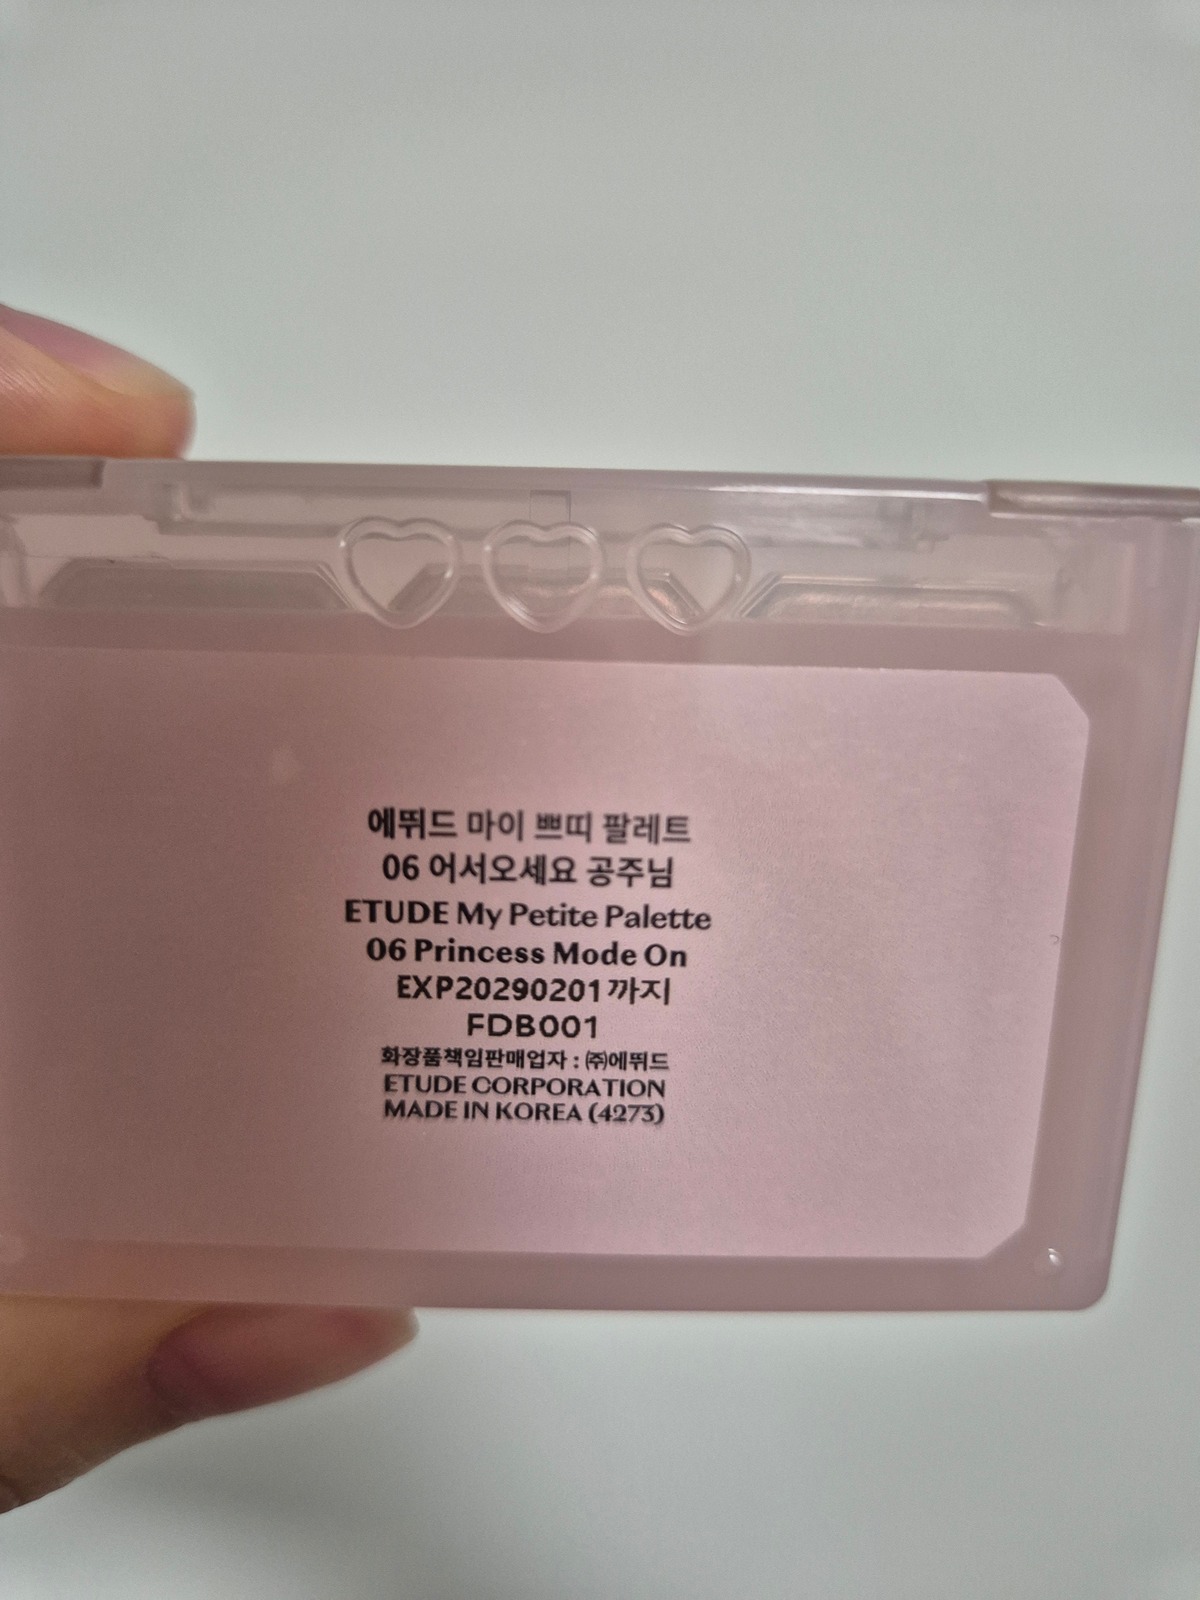 에뛰드 마이 쁘띠 팔레트
06 어서오세요 공주님
ETUDE My Petite Palette
06 Princess Mode On
EXP20290201까지
FDB001
화장품책임판매업자 : ㈜에뛰드
ETUDE CORPORATION
MADE IN KOREA (4273)